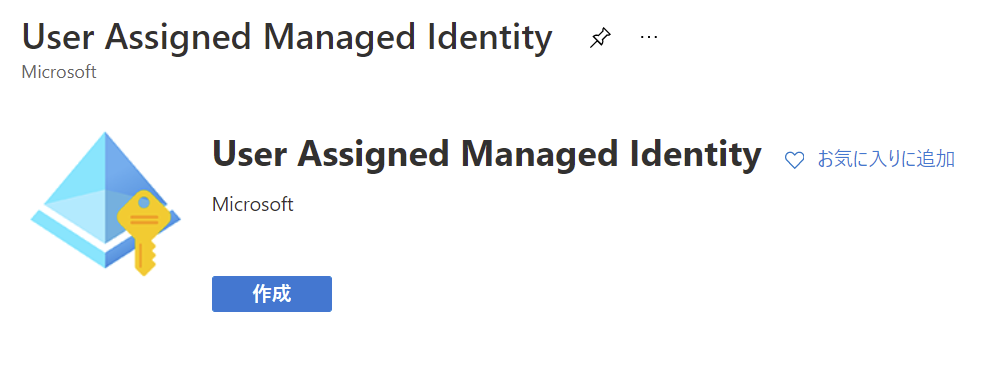 User Assigned Managed Identity ...
Microsoft
User Assigned Managed Identity お気に入りに追加
Microsoft
作成